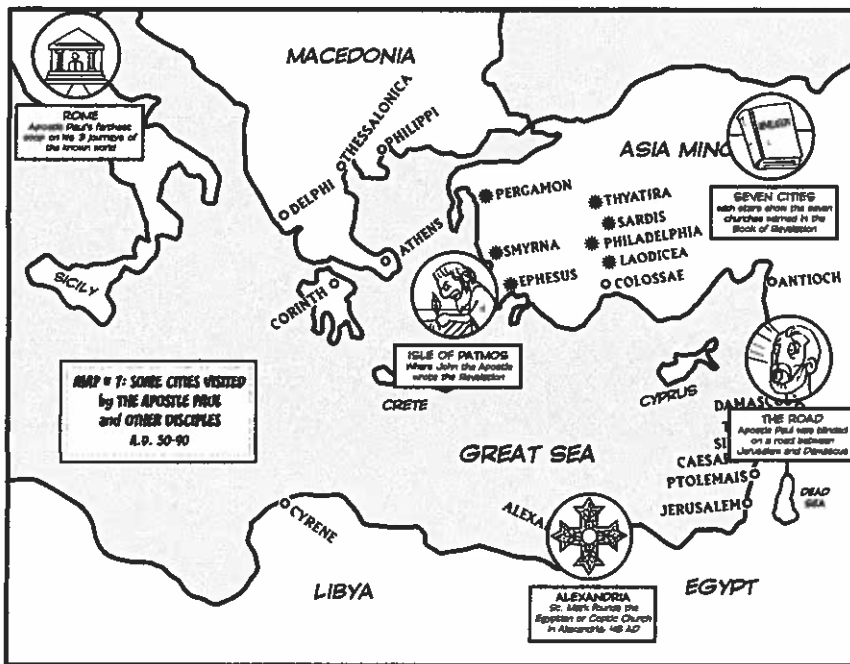 MACEDONIA
ROME
Apostle Paul's farthest
stop on his 3 journeys of
the known world
THESSALONICA
PHILIPPI
DELPHI
ATHENS
CORINTH
SICILY
ASIA MINO
SEVEN CITIES
each stars show the seven
churches warned in the
Book of Revelation
PERGAMON
THYATIRA
SARDIS
PHILADELPHIA
SMYRNA
LAODICEA
EPHESUS
COLOSSAE
ANTIOCH
ISLE OF PATMOS
Where John the Apostle
wrote the Revelation
CRETE
CYPRUS
MAP # 7: SOME CITIES VISITED
by THE APOSTLE PAUL
and OTHER DISCIPLES
A.D. 30-90
DAMASCUS
THE ROAD
Apostle Paul was blinded
on a road between
Jerusalem and Damascus
T
SI
CAESAR
PTOLEMAIS
JERUSALEM
DEAD
SEA
GREAT SEA
CYRENE
ALEXA
LIBYA
EGYPT
ALEXANDRIA
St. Mark founds the
Egyptian or Coptic Church
in Alexandria 48 AD